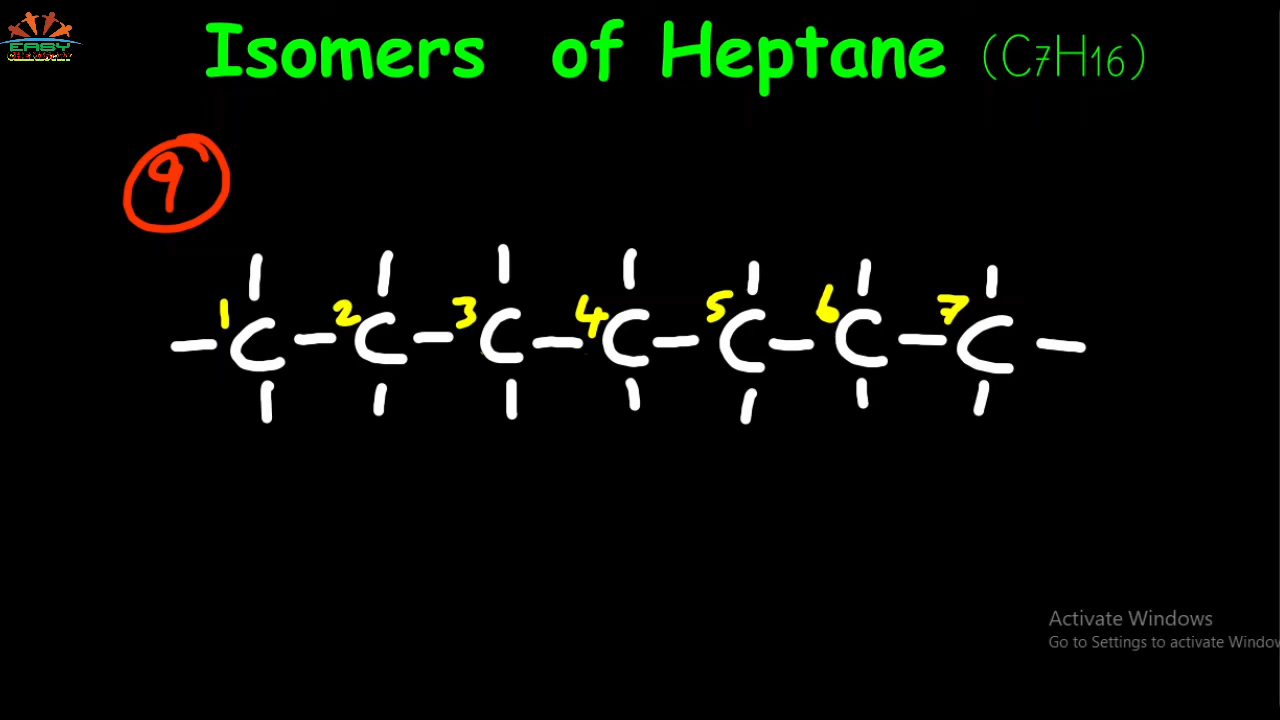 EASY
Isomers of Heptane (C7H16)
9
1 2 3 4 5 6 7
-C-C-C-C-C-C-C-
Activate Windows
Go to Settings to activate Window